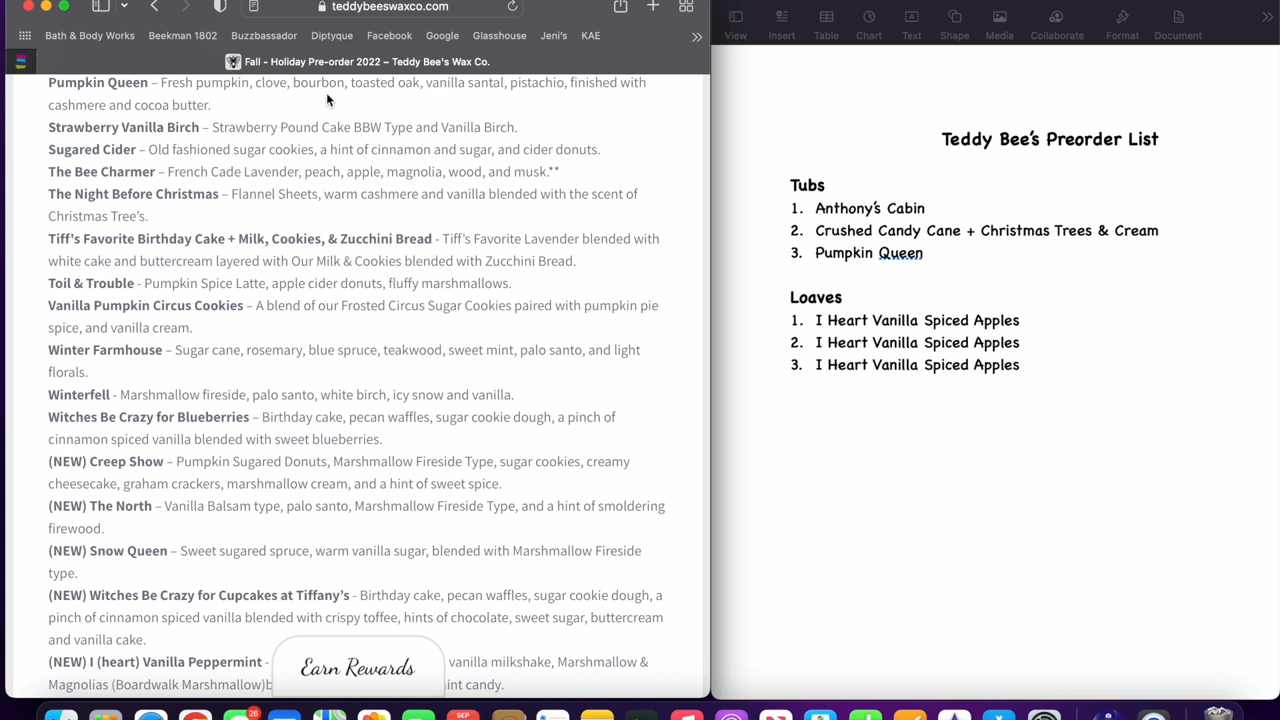 teddybeeswaxco.com
Bath & Body Works Beekman 1802 Buzzbassador Diptyque Facebook Google Glasshouse Jeni's KAE
Fall - Holiday Pre-order 2022 – Teddy Bee's Wax Co.
Pumpkin Queen – Fresh pumpkin, clove, bourbon, toasted oak, vanilla santal, pistachio, finished with
cashmere and cocoa butter.
Strawberry Vanilla Birch – Strawberry Pound Cake BBW Type and Vanilla Birch.
Sugared Cider – Old fashioned sugar cookies, a hint of cinnamon and sugar, and cider donuts.
The Bee Charmer – French Cade Lavender, peach, apple, magnolia, wood, and musk.**
The Night Before Christmas – Flannel Sheets, warm cashmere and vanilla blended with the scent of
Christmas Tree's.
Tiff's Favorite Birthday Cake + Milk, Cookies, & Zucchini Bread - Tiff's Favorite Lavender blended with
white cake and buttercream layered with Our Milk & Cookies blended with Zucchini Bread.
Toil & Trouble - Pumpkin Spice Latte, apple cider donuts, fluffy marshmallows.
Vanilla Pumpkin Circus Cookies – A blend of our Frosted Circus Sugar Cookies paired with pumpkin pie
spice, and vanilla cream.
Winter Farmhouse – Sugar cane, rosemary, blue spruce, teakwood, sweet mint, palo santo, and light
florals.
Winterfell - Marshmallow fireside, palo santo, white birch, icy snow and vanilla.
Witches Be Crazy for Blueberries – Birthday cake, pecan waffles, sugar cookie dough, a pinch of
cinnamon spiced vanilla blended with sweet blueberries.
(NEW) Creep Show – Pumpkin Sugared Donuts, Marshmallow Fireside Type, sugar cookies, creamy
cheesecake, graham crackers, marshmallow cream, and a hint of sweet spice.
(NEW) The North – Vanilla Balsam type, palo santo, Marshmallow Fireside Type, and a hint of smoldering
firewood.
(NEW) Snow Queen – Sweet sugared spruce, warm vanilla sugar, blended with Marshmallow Fireside
type.
(NEW) Witches Be Crazy for Cupcakes at Tiffany's - Birthday cake, pecan waffles, sugar cookie dough, a
pinch of cinnamon spiced vanilla blended with crispy toffee, hints of chocolate, sweet sugar, buttercream
and vanilla cake.
(NEW) I (heart) Vanilla Peppermint - vanilla milkshake, Marshmallow &
Magnolias (Boardwalk Marshmallow)b int candy.
Earn Rewards
View Insert Table Chart Text Shape Media Collaborate Format Document
Teddy Bee's Preorder List
Tubs
1. Anthony's Cabin
2. Crushed Candy Cane + Christmas Trees & Cream
3. Pumpkin Queen
Loaves
1. I Heart Vanilla Spiced Apples
2. I Heart Vanilla Spiced Apples
3. I Heart Vanilla Spiced Apples
26
SEP